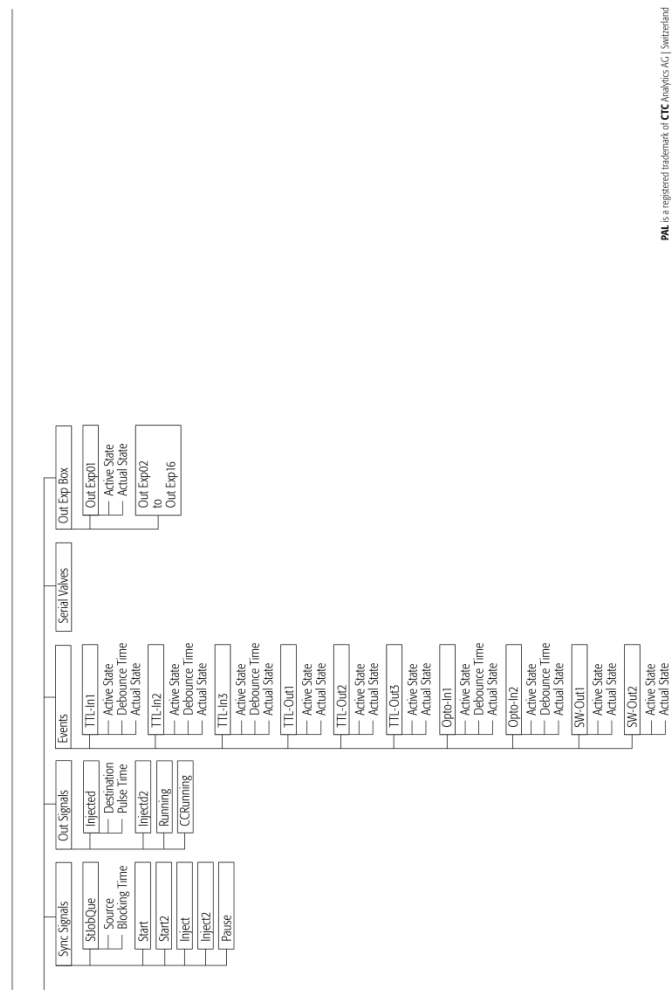 Sync Signals
StJobQue
Source
Blocking Time
Start
Start2
Inject
Inject2
Pause
Out Signals
Injected
Destination
Pulse Time
Injectd2
Running
CCRunning
Events
TTL-In1
Active State
Debounce Time
Actual State
TTL-In2
Active State
Debounce Time
Actual State
TTL-In3
Active State
Debounce Time
Actual State
TTL-Out1
Active State
Actual State
TTL-Out2
Active State
Actual State
TTL-Out3
Active State
Actual State
Opto-In1
Active State
Debounce Time
Actual State
Opto-In2
Active State
Debounce Time
Actual State
SW-Out1
Active State
Actual State
SW-Out2
Active State
Actual State
Serial Valves
Out Exp Box
Out Exp01
Active State
Actual State
Out Exp02
to
Out Exp16
PAL is a registered trademark of CTC Analytics AG | Switzerland